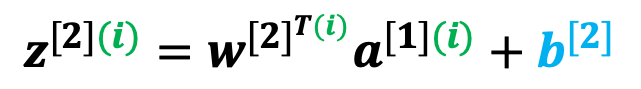 z^{[2](i)} = w^{[2]^{T(i)}} a^{[1](i)} + b^{[2]}